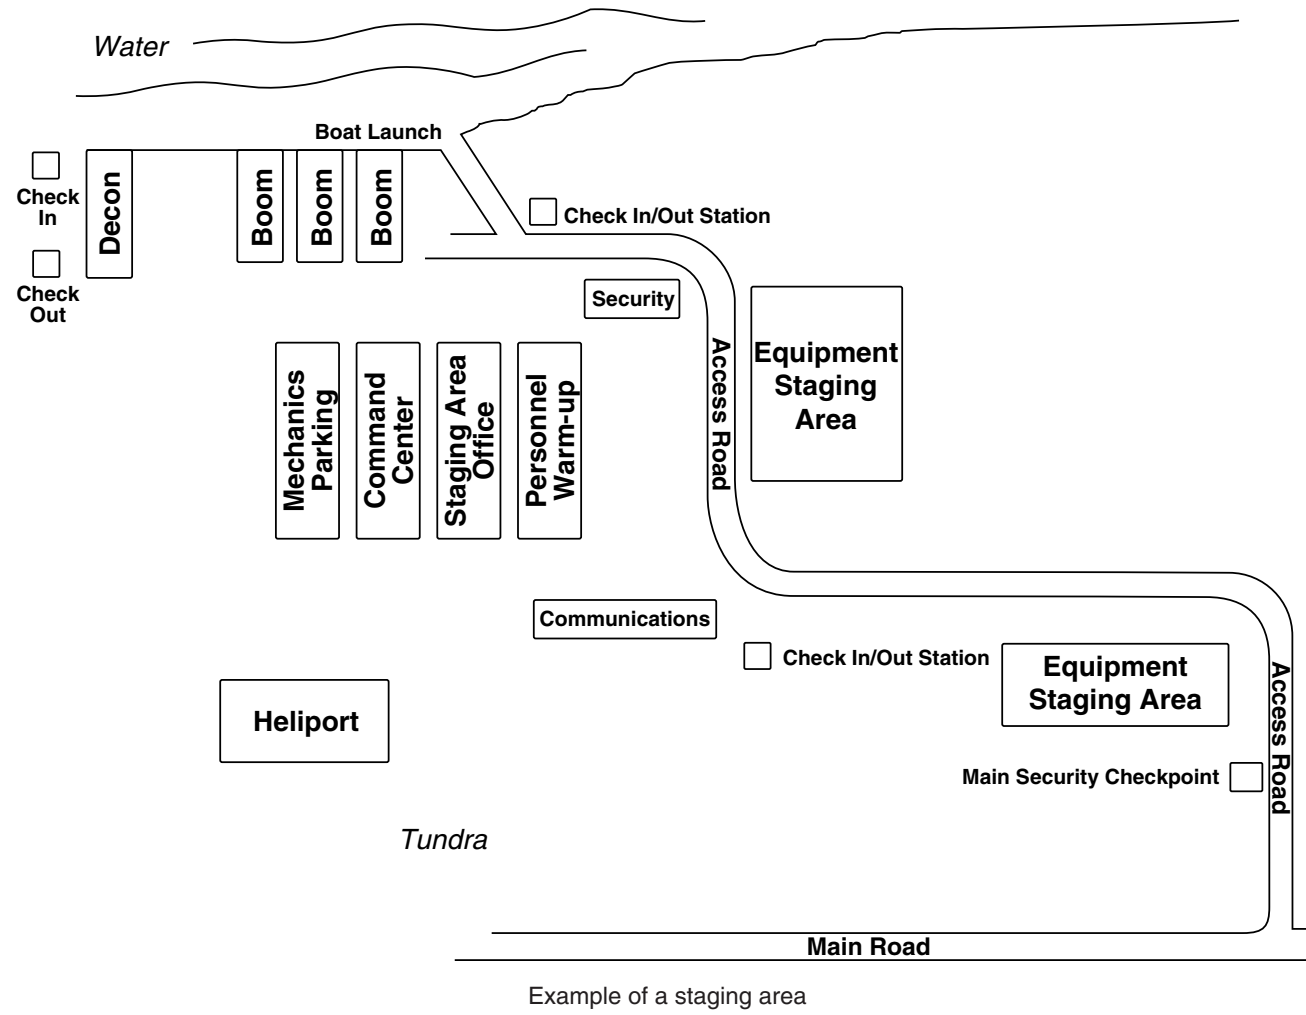 Water
Boat Launch
Check
In
Decon
Boom
Boom
Boom
Check In/Out Station
Check
Out
Security
Equipment
Staging
Area
Access Road
Mechanics
Parking
Command
Center
Staging Area
Office
Personnel
Warm-up
Communications
Check In/Out Station
Equipment
Staging Area
Access Road
Heliport
Main Security Checkpoint
Tundra
Main Road
Example of a staging area